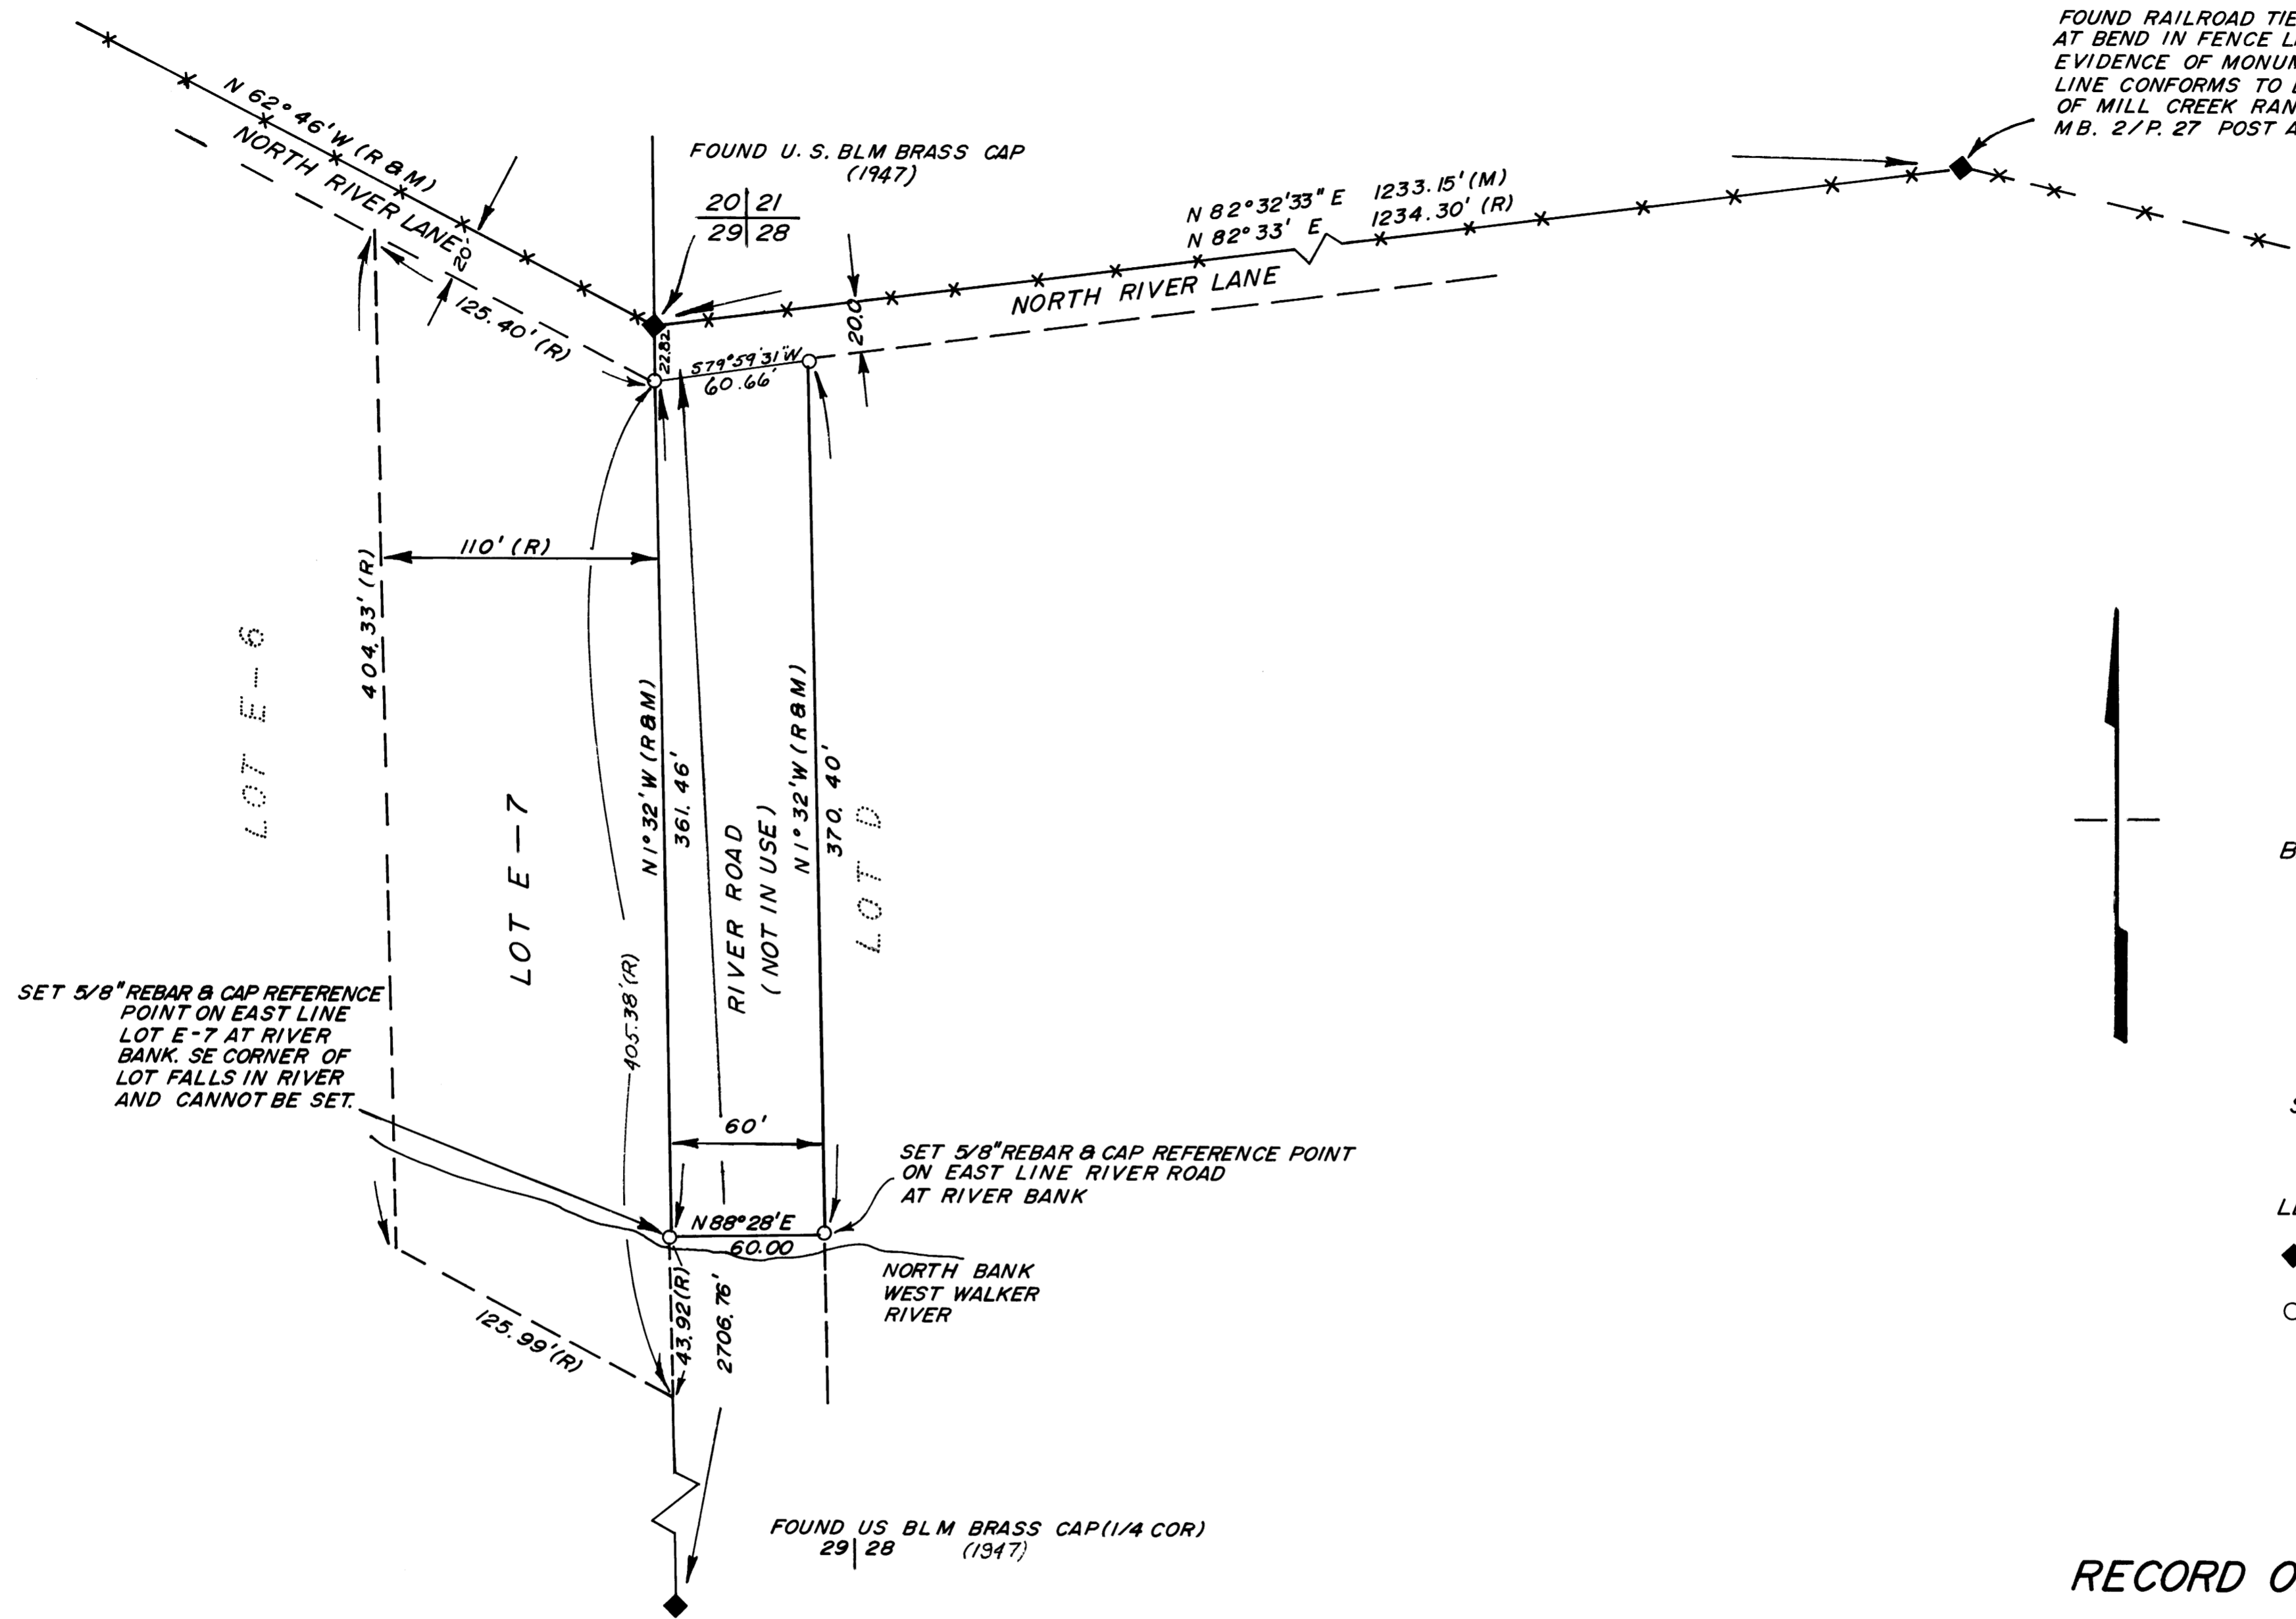 FOUND RAILROAD TIE
AT BEND IN FENCE
EVIDENCE OF
LINE CONFORMS TO
OF MILL CREEK
MB. 2/P. 27 POST
N 62° 46' W (R & M)
NORTH RIVER LANE
20'
125.40' (R)
FOUND U.S. BLM BRASS CAP
(1947)
20 21
29 28
N 82° 32' 33" E 1233.15' (M)
N 82° 33' E 1234.30' (R)
NORTH RIVER LANE
20.0
22.82
S79°59'31"W
60.66'
110' (R)
404.33' (R)
LOT E-6
LOT E-7
405.38' (R)
N 1° 32' W (R & M)
361.46'
RIVER ROAD
(NOT IN USE)
N 1° 32' W (R & M)
370.40'
LOT D
SET 5/8" REBAR & CAP REFERENCE
POINT ON EAST LINE
LOT E-7 AT RIVER
BANK. SE CORNER OF
LOT FALLS IN RIVER
AND CANNOT BE SET.
60'
SET 5/8" REBAR & CAP REFERENCE POINT
ON EAST LINE RIVER ROAD
AT RIVER BANK
N 88° 28' E
60.00
NORTH BANK
WEST WALKER
RIVER
43.92 (R)
2706.76'
125.99' (R)
FOUND US BLM BRASS CAP (1/4 COR)
29 28 (1947)
RECORD